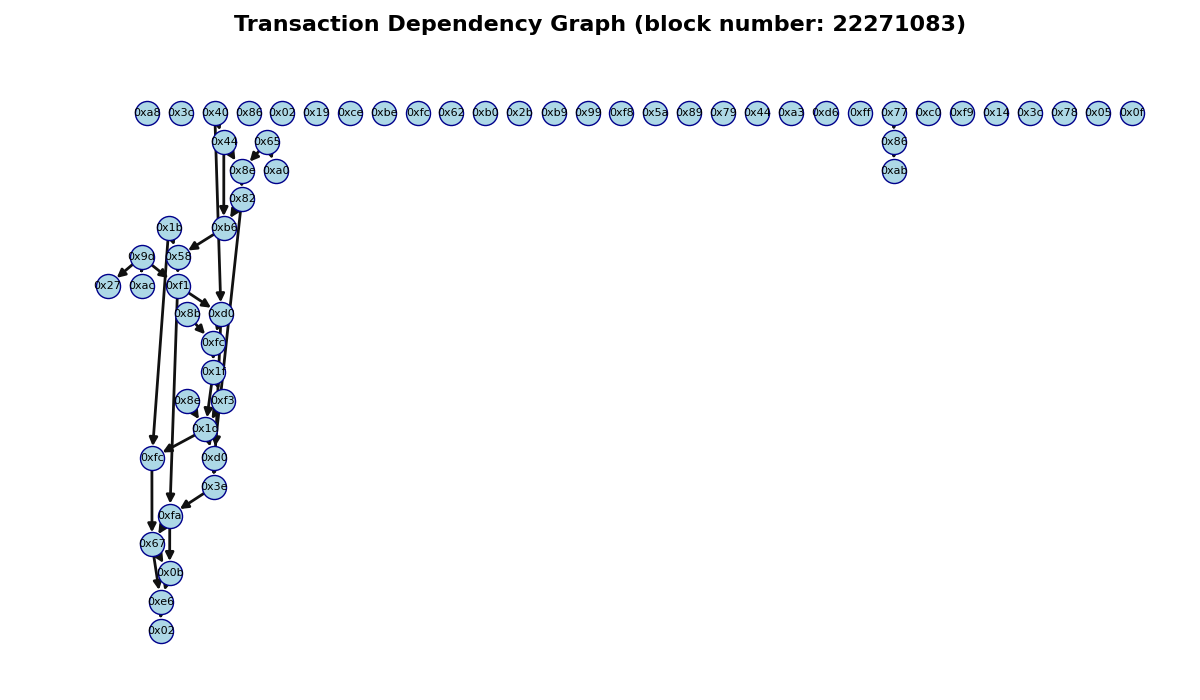 Transaction Dependency Graph (block number: 22271083)
0xa8 0x3c 0x40 0x86 0x02 0x19 0xce 0xbe 0xfc 0x62 0xb0 0x2b 0xb9 0x99 0xf8 0x5a 0x89 0x79 0x44 0xa3 0xd6 0xff 0x77 0xc0 0xf9 0x14 0x3c 0x78 0x05 0x0f
0x44 0x65 0x86
0x8e 0xa0 0xab
0x82
0x1b 0xb6
0x9d 0x58
0x27 0xac 0xf1
0x8b 0xd0
0xfc
0x1f
0x8e 0xf3
0x1c
0xfc 0xd0
0x3e
0xfa
0x67
0x0b
0xe6
0x02